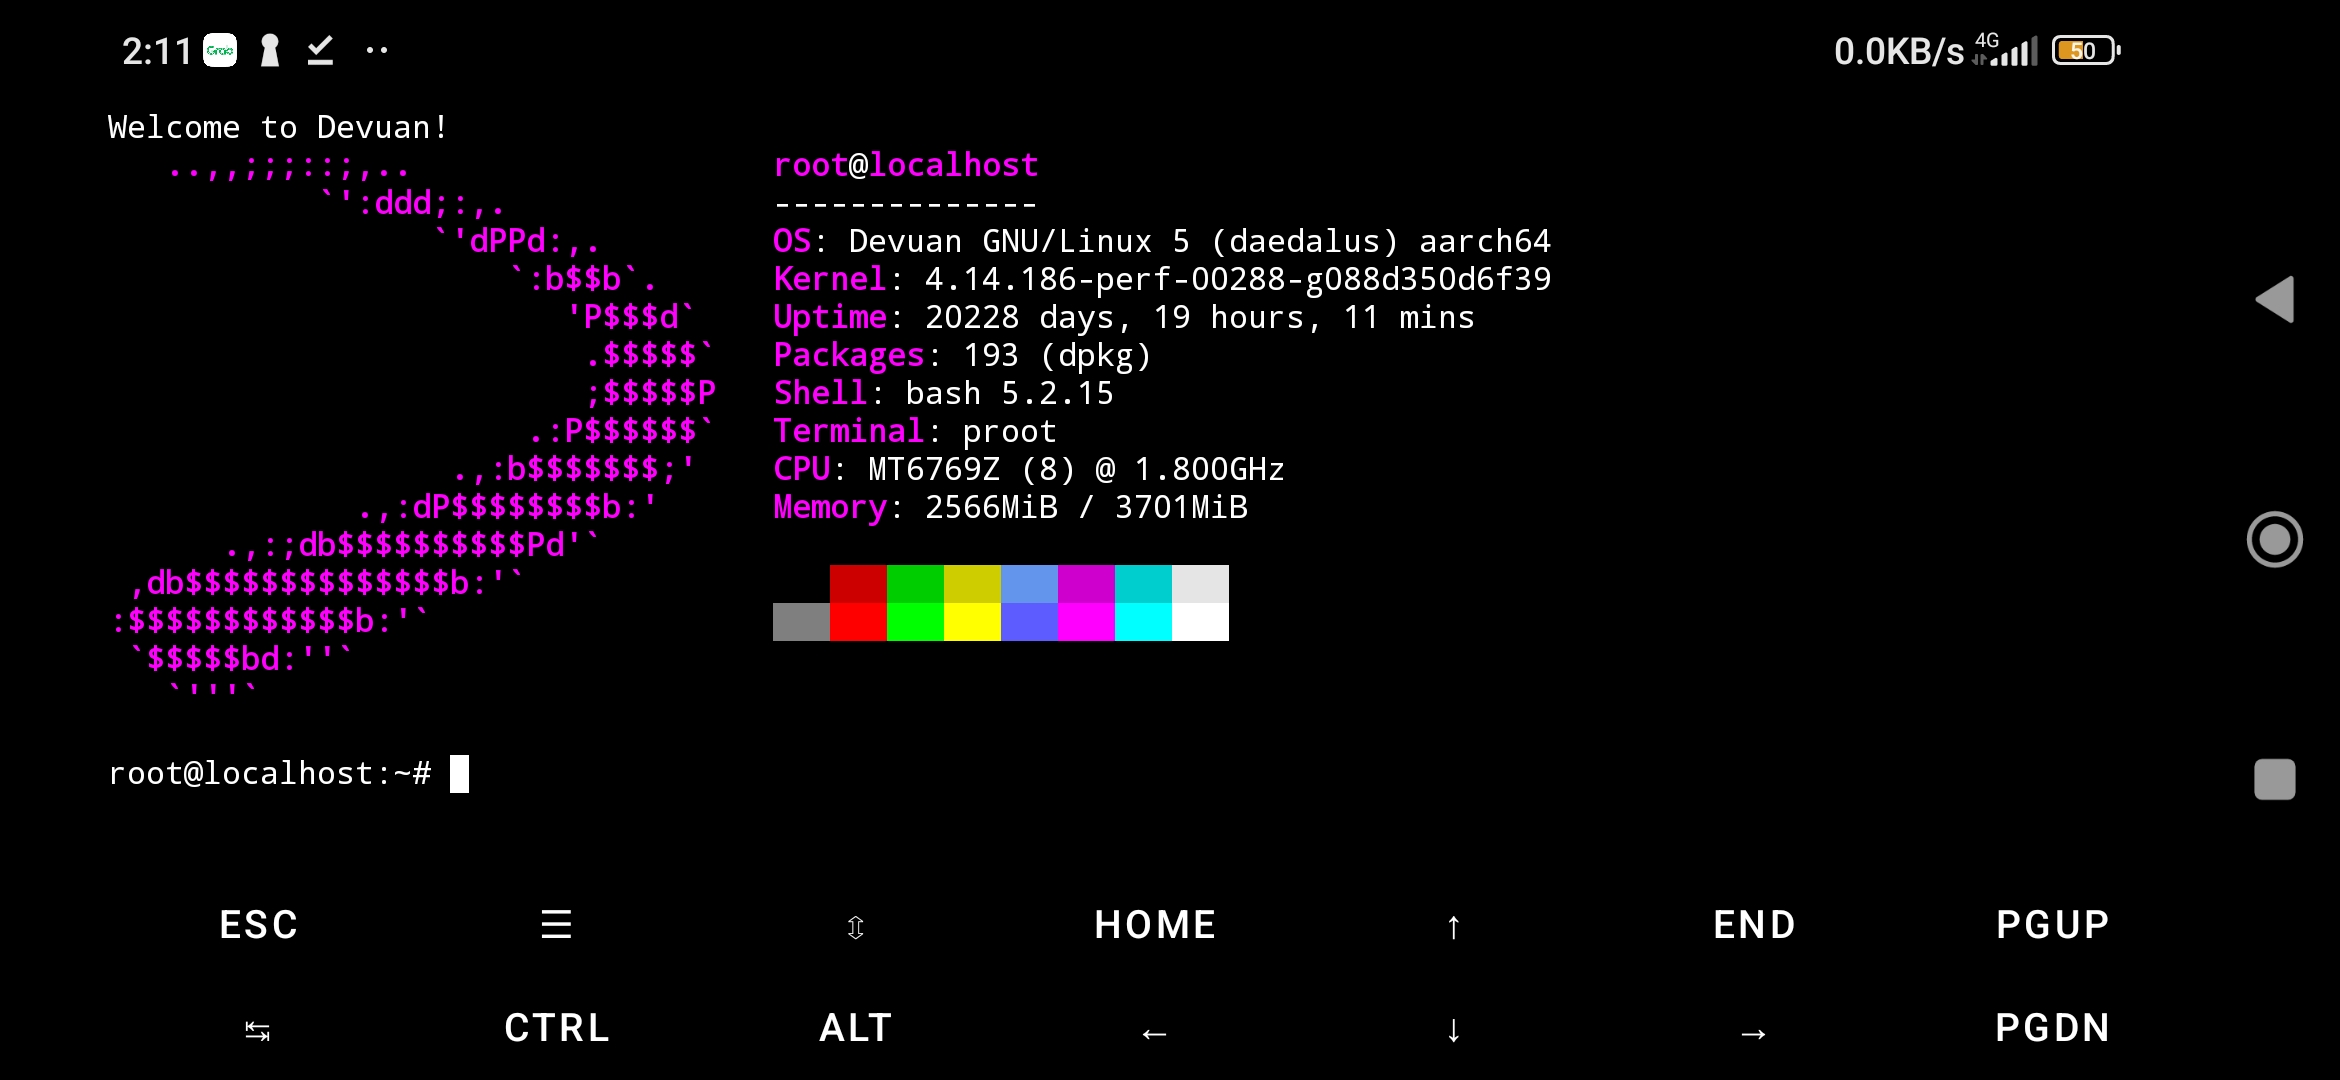 2:11 Grab 0.0KB/s 4G 50
Welcome to Devuan!
..,,;;;::;,..
`':ddd;:,.
`'dPPd:,.
`:b$$b`.
'P$$$d`
.$$$$$`
;$$$$$P
.:P$$$$$$`
.,:b$$$$$$$;'
.,:dP$$$$$$$$b:'
.,:;db$$$$$$$$$$Pd'`
,db$$$$$$$$$$$$$$b:'`
:$$$$$$$$$$$$b:'`
`$$$$$bd:''`
`'''`
root@localhost
--------------
OS: Devuan GNU/Linux 5 (daedalus) aarch64
Kernel: 4.14.186-perf-00288-g088d350d6f39
Uptime: 20228 days, 19 hours, 11 mins
Packages: 193 (dpkg)
Shell: bash 5.2.15
Terminal: proot
CPU: MT6769Z (8) @ 1.800GHz
Memory: 2566MiB / 3701MiB
root@localhost:~#
ESC ☰ ⇳ HOME ↑ END PGUP
↹ CTRL ALT ← ↓ → PGDN